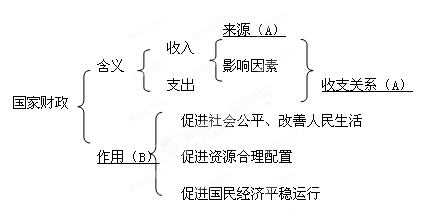 来源（A）
收入
含义
影响因素
支出
收支关系（A）
国家财政
促进社会公平、改善人民生活
作用（B）
促进资源合理配置
促进国民经济平稳运行